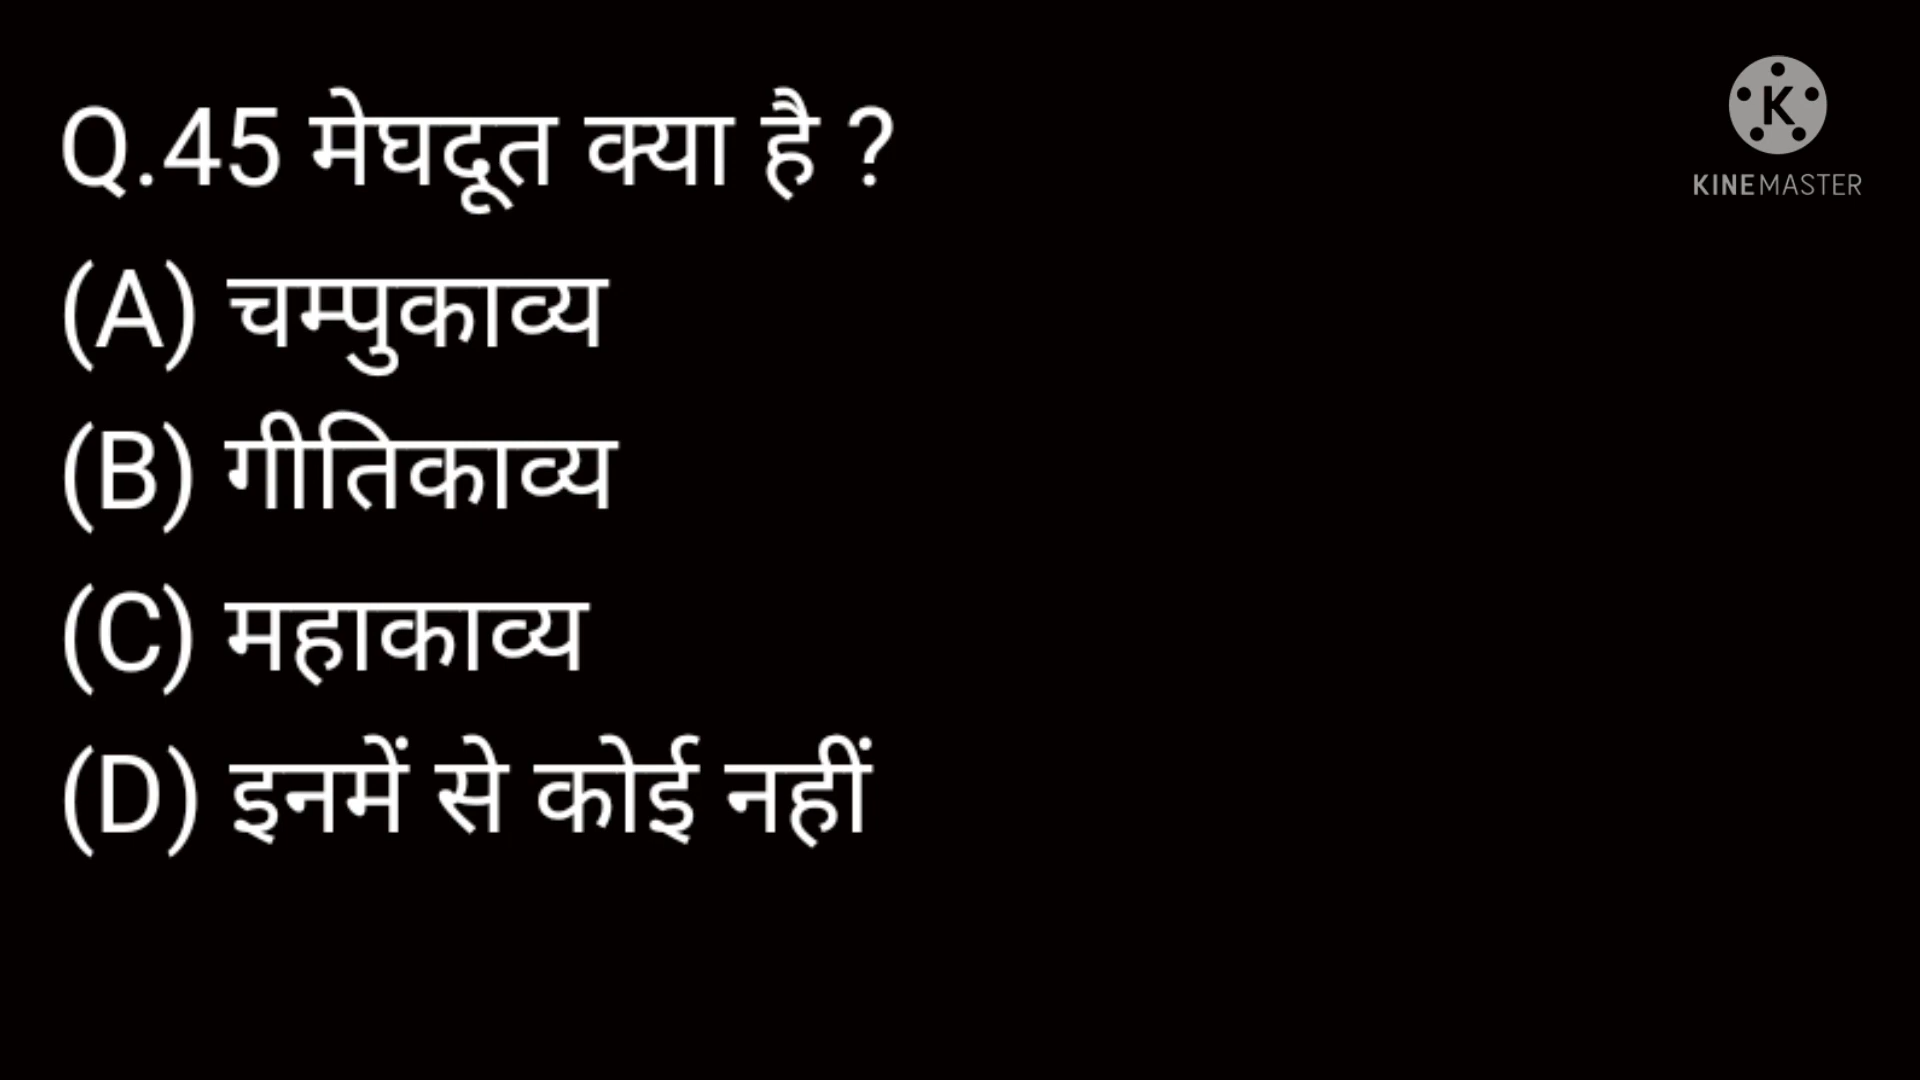 Q.45 मेघदूत क्या है ?
(A) चम्पुकाव्य
(B) गीतिकाव्य
(C) महाकाव्य
(D) इनमें से कोई नहीं
K
KINEMASTER